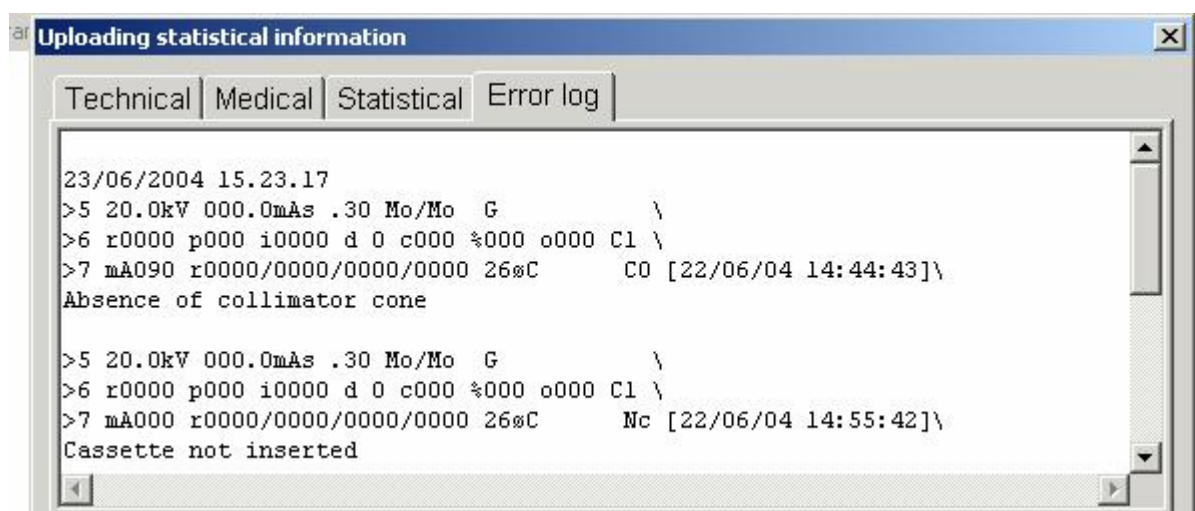 ar
Uploading statistical information
Technical Medical Statistical Error log
23/06/2004 15.23.17
>5 20.0kV 000.0mAs .30 Mo/Mo  G             \
>6 r0000 p000 i0000 d 0 c000 %000 o000 Cl \
>7 mA090 r0000/0000/0000/0000 26øC      C0 [22/06/04 14:44:43]\
Absence of collimator cone
>5 20.0kV 000.0mAs .30 Mo/Mo  G             \
>6 r0000 p000 i0000 d 0 c000 %000 o000 Cl \
>7 mA000 r0000/0000/0000/0000 26øC      Nc [22/06/04 14:55:42]\
Cassette not inserted